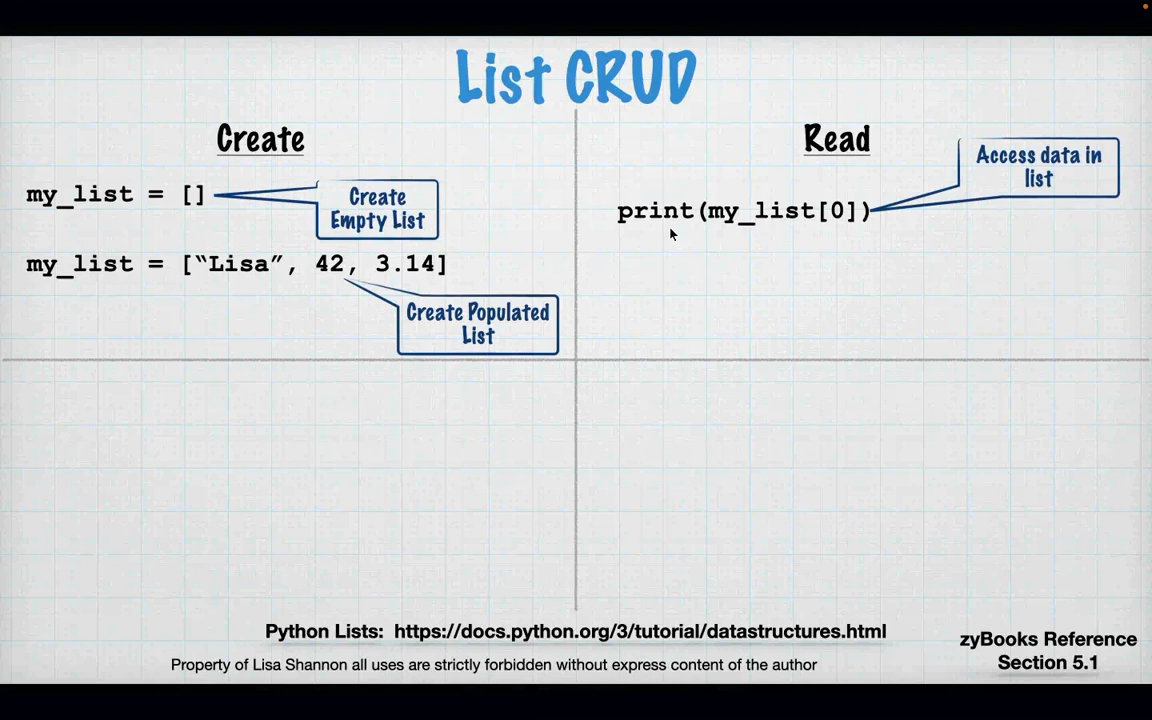 List CRUD
Create
my_list = []
Create
Empty List
my_list = [“Lisa”, 42, 3.14]
Create Populated
List
Read
Access data in
list
print(my_list[0])
Python Lists:  https://docs.python.org/3/tutorial/datastructures.html
Property of Lisa Shannon all uses are strictly forbidden without express content of the author
zyBooks Reference
Section 5.1